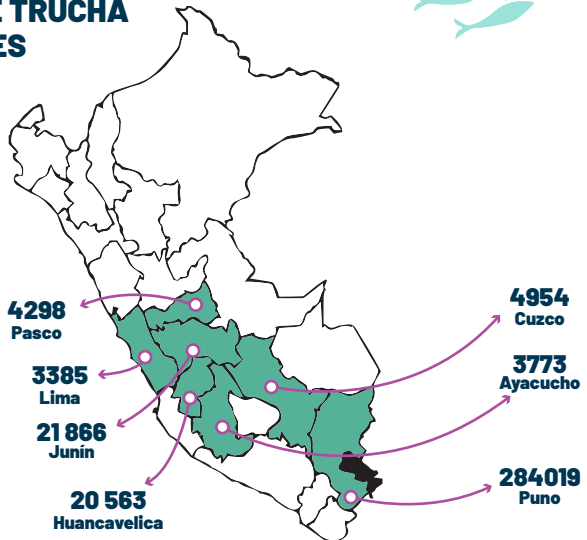 E TRUCHA
ES
4298
Pasco
3385
Lima
21 866
Junín
20 563
Huancavelica
4954
Cuzco
3773
Ayacucho
284019
Puno